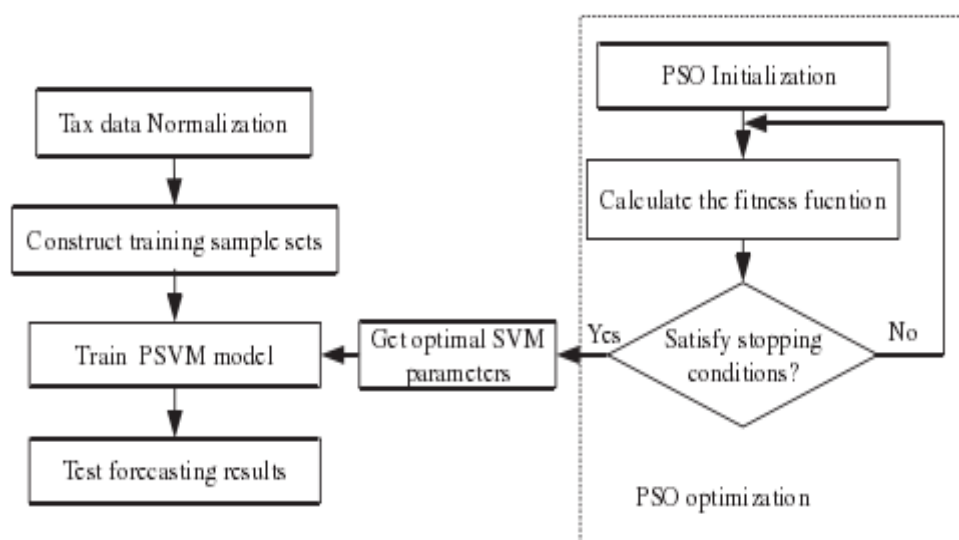 PSO Initialization
Tax data Normalization
Calculate the fitness fucntion
Construct training sample sets
Train PSVM model
Get optimal SVM
parameters
Yes
Satisfy stopping
conditions?
No
Test forecasting results
PSO optimization